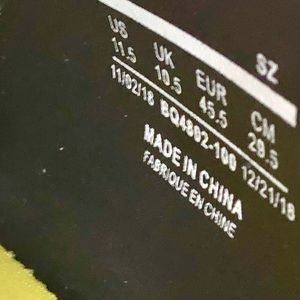 SZ
US UK EUR CM
11.5 10.5 45.5 29.5
11/02/18 BQ4802-100 12/21/18
MADE IN CHINA
FABRIQUE EN CHINE